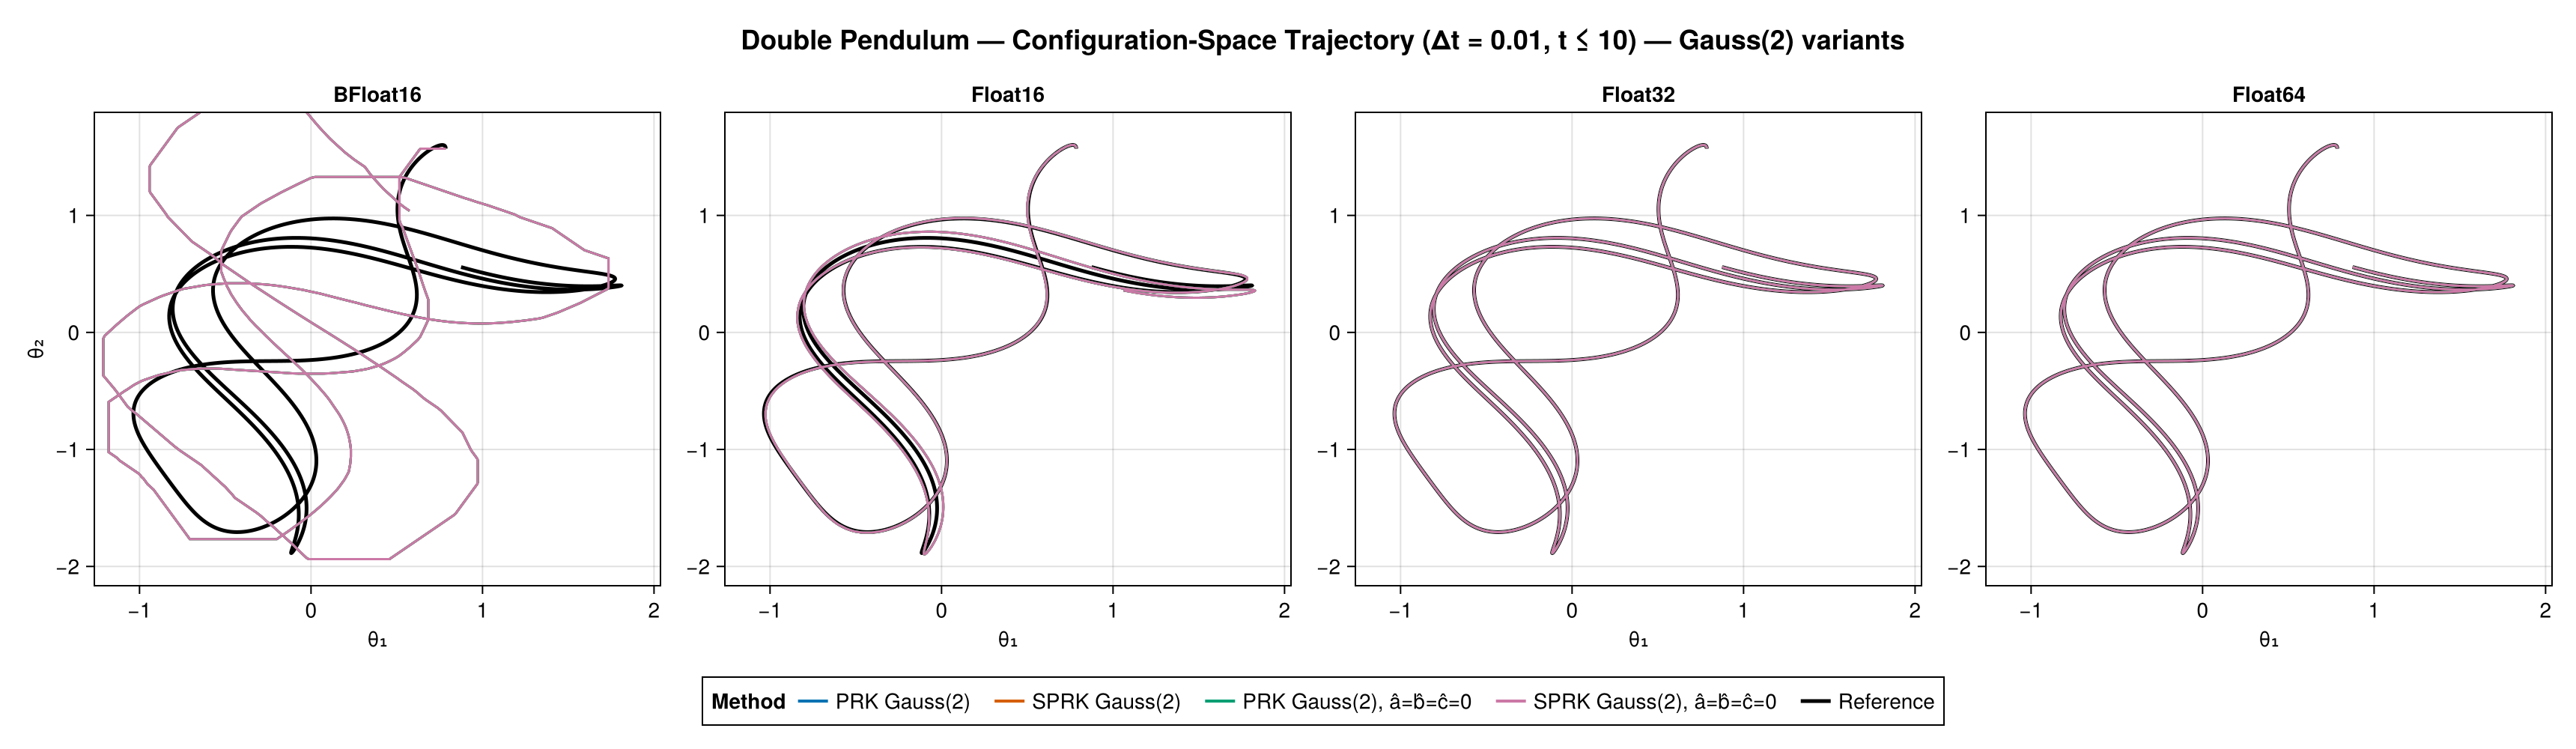 Double Pendulum — Configuration-Space Trajectory (Δt = 0.01, t ≤ 10) — Gauss(2) variants
BFloat16
Float16
Float32
Float64
θ₂
1
0
−1
−2
−1
0
1
2
θ₁
1
0
−1
−2
−1
0
1
2
θ₁
1
0
−1
−2
−1
0
1
2
θ₁
1
0
−1
−2
−1
0
1
2
θ₁
Method PRK Gauss(2) SPRK Gauss(2) PRK Gauss(2), â=b̂=ĉ=0 SPRK Gauss(2), â=b̂=ĉ=0 Reference